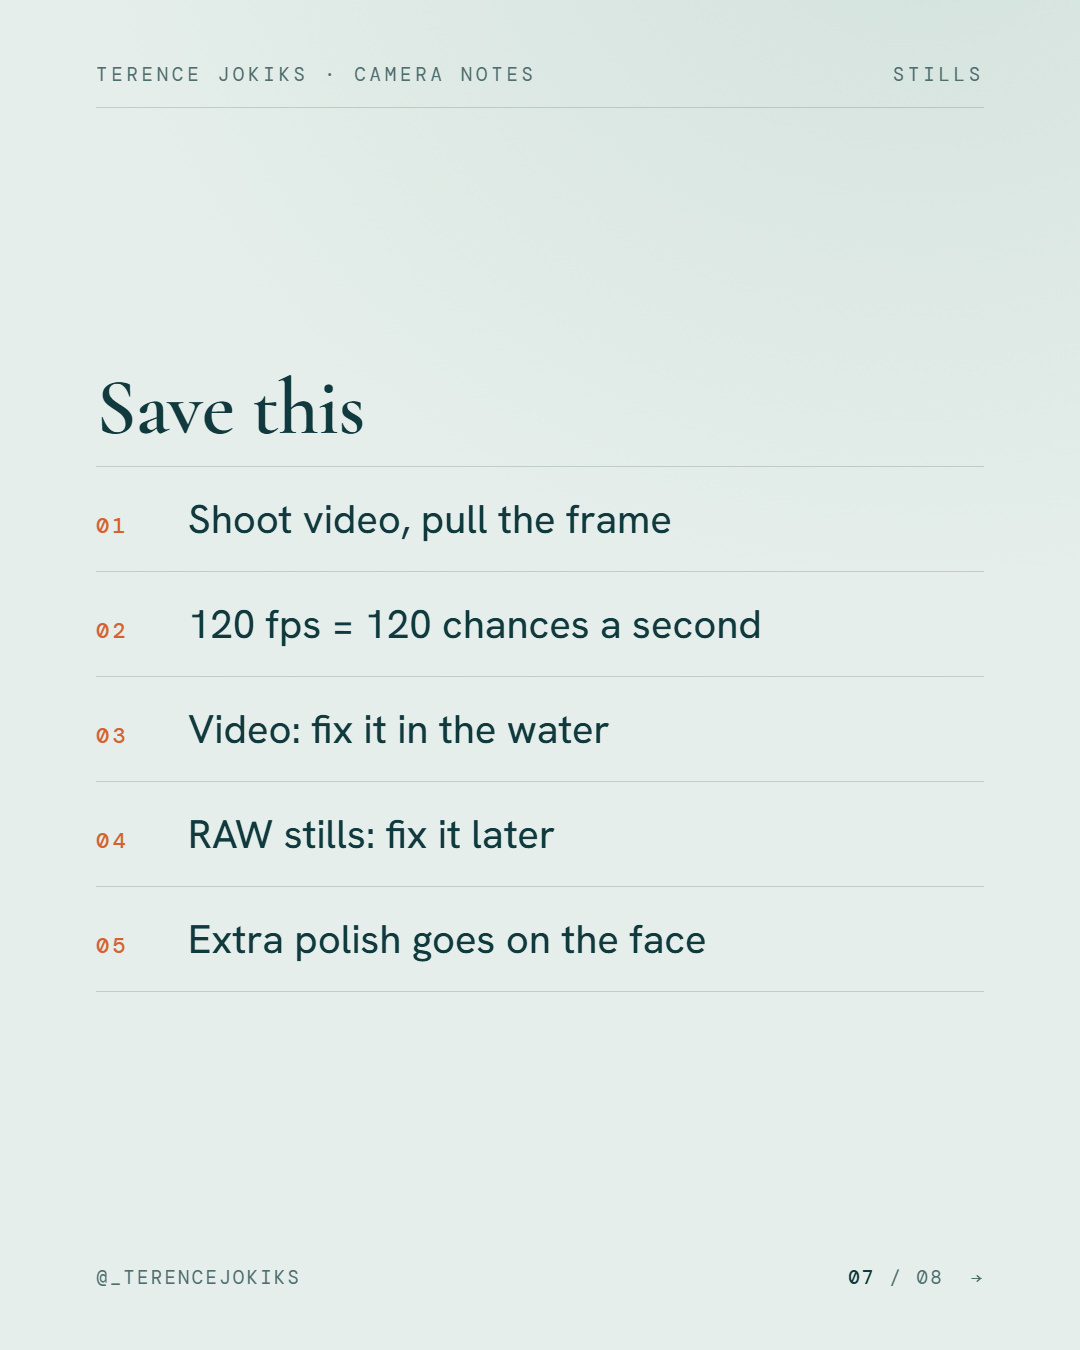 TERENCE JOKIKS · CAMERA NOTES STILLS
Save this
01 Shoot video, pull the frame
02 120 fps = 120 chances a second
03 Video: fix it in the water
04 RAW stills: fix it later
05 Extra polish goes on the face
@_TERENCEJOKIKS 07 / 08 →